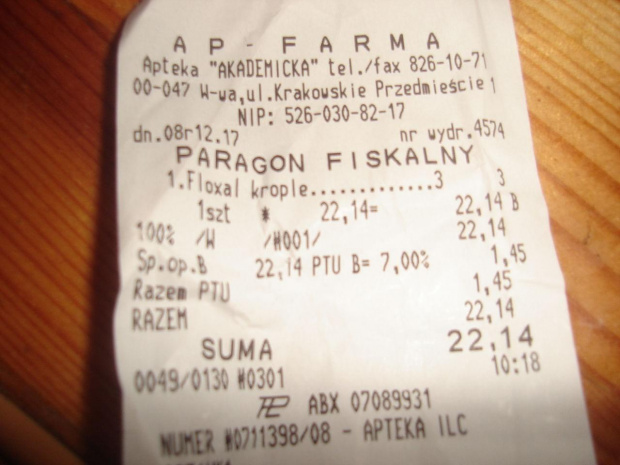 AP-FARMA
Apteka "AKADEMICKA" tel./fax 826-10-71
00-047 W-wa,ul.Krakowskie Przedmieście 1
NIP: 526-030-82-17
dn.08r12.17 nr wydr.4574
PARAGON FISKALNY
1.Floxal krople.............3 3
1szt * 22,14= 22,14 B
100% /W /#001/ 22,14
Sp.op.B 22,14 PTU B= 7,00% 1,45
Razem PTU 1,45
RAZEM 22,14
SUMA 22,14
0049/0130 #0301 10:18
ABX 07089931
NUMER #0711398/08 - APTEKA ILC